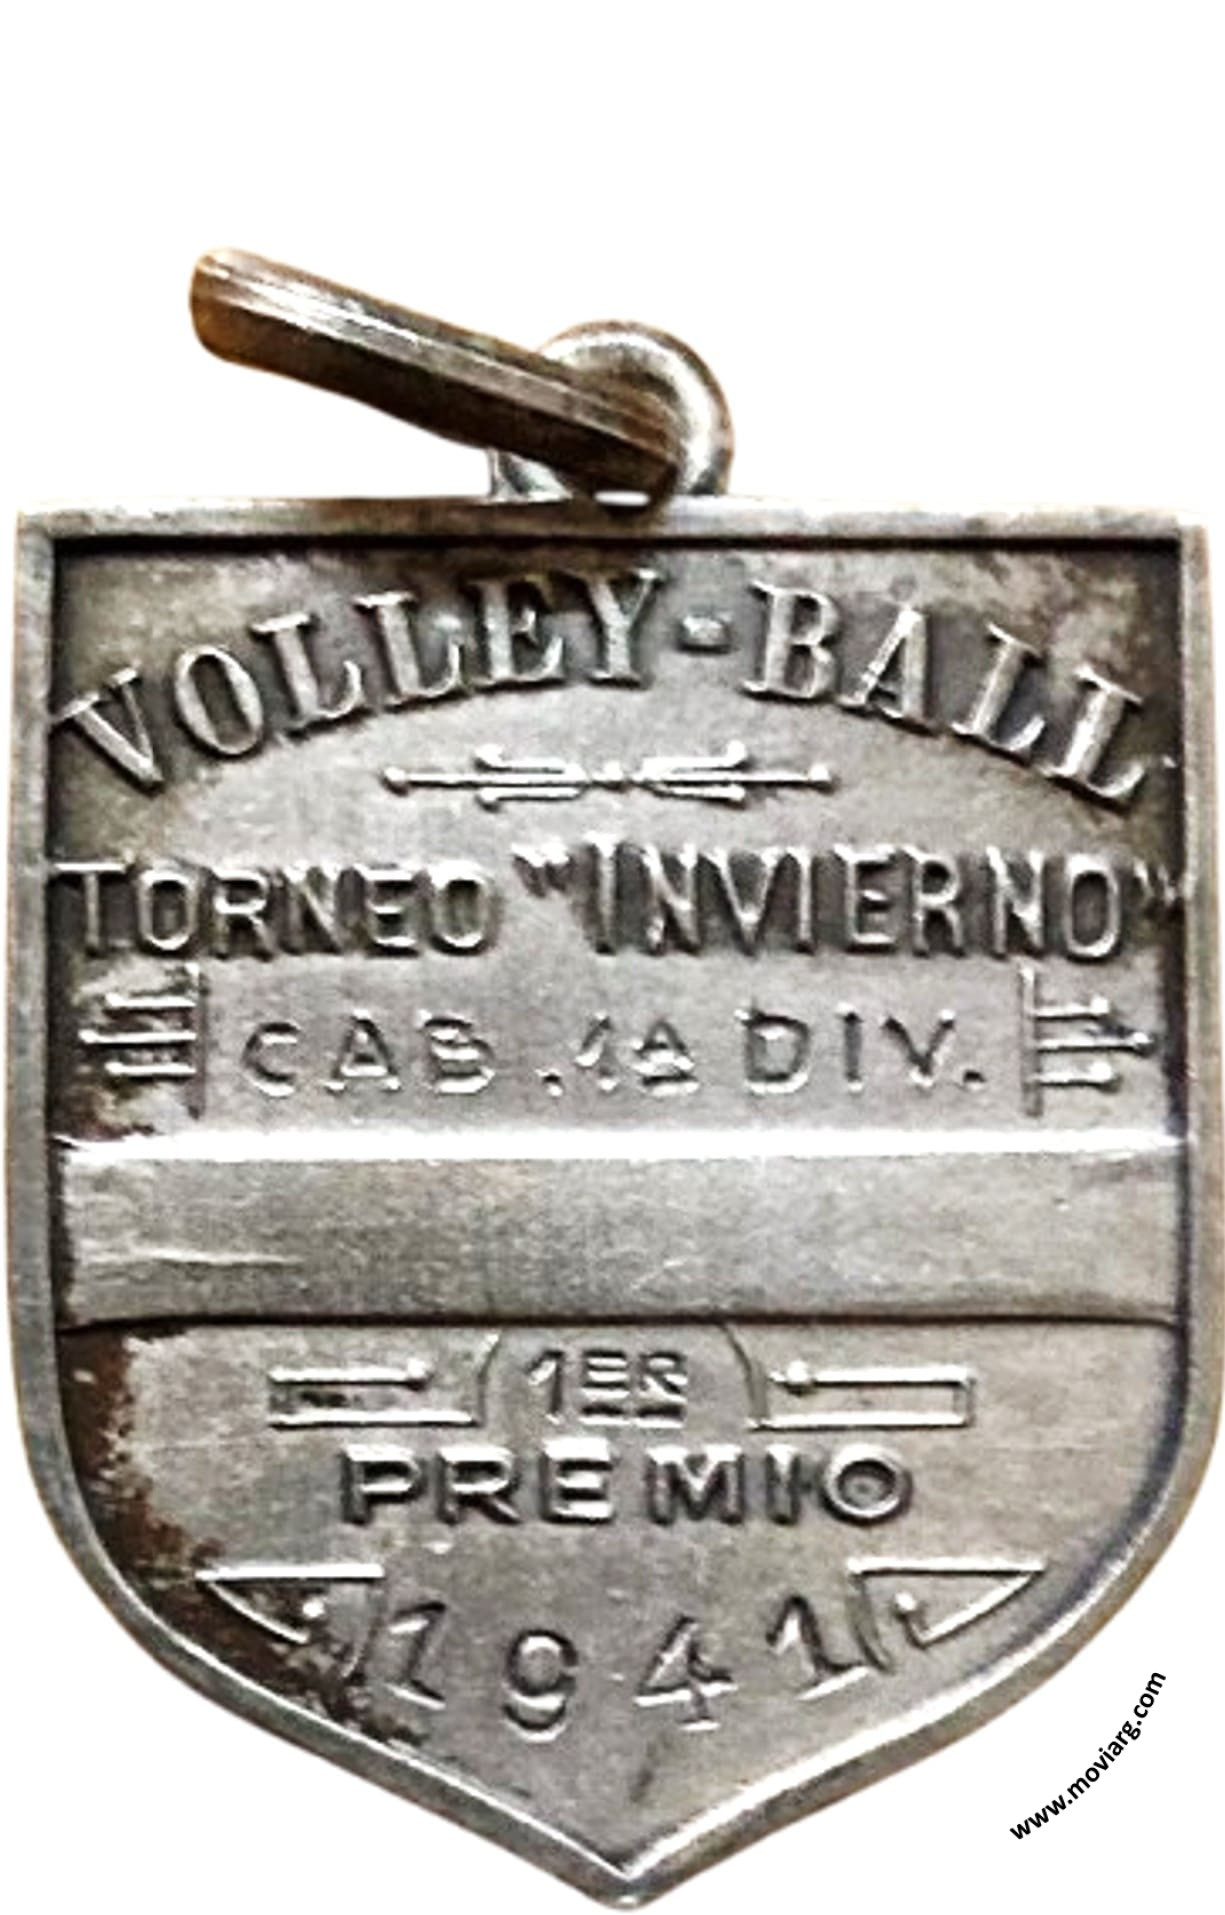 VOLLEY-BALL
TORNEO "INVIERNO"
CAB .1a DIV.
1ER
PREMIO
1941
www.moviarg.com